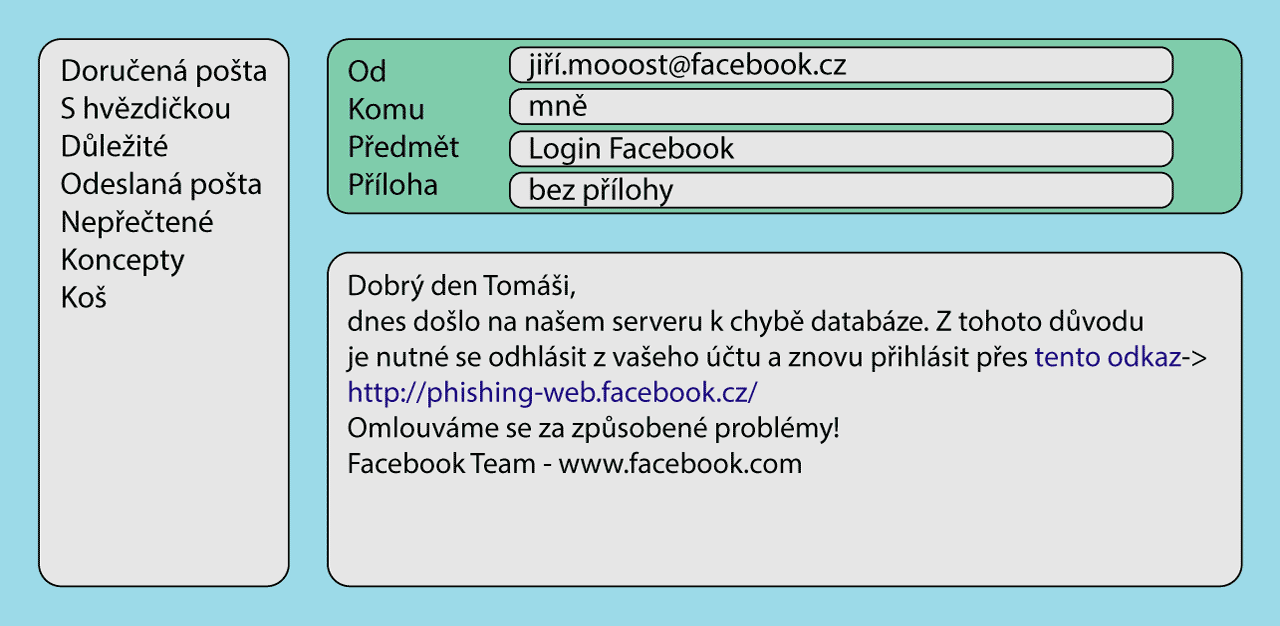 Doručená pošta
S hvězdičkou
Důležité
Odeslaná pošta
Nepřečtené
Koncepty
Koš
Od jiří.mooost@facebook.cz
Komu mně
Předmět Login Facebook
Příloha bez přílohy
Dobrý den Tomáši,
dnes došlo na našem serveru k chybě databáze. Z tohoto důvodu
je nutné se odhlásit z vašeho účtu a znovu přihlásit přes tento odkaz->
http://phishing-web.facebook.cz/
Omlouváme se za způsobené problémy!
Facebook Team - www.facebook.com